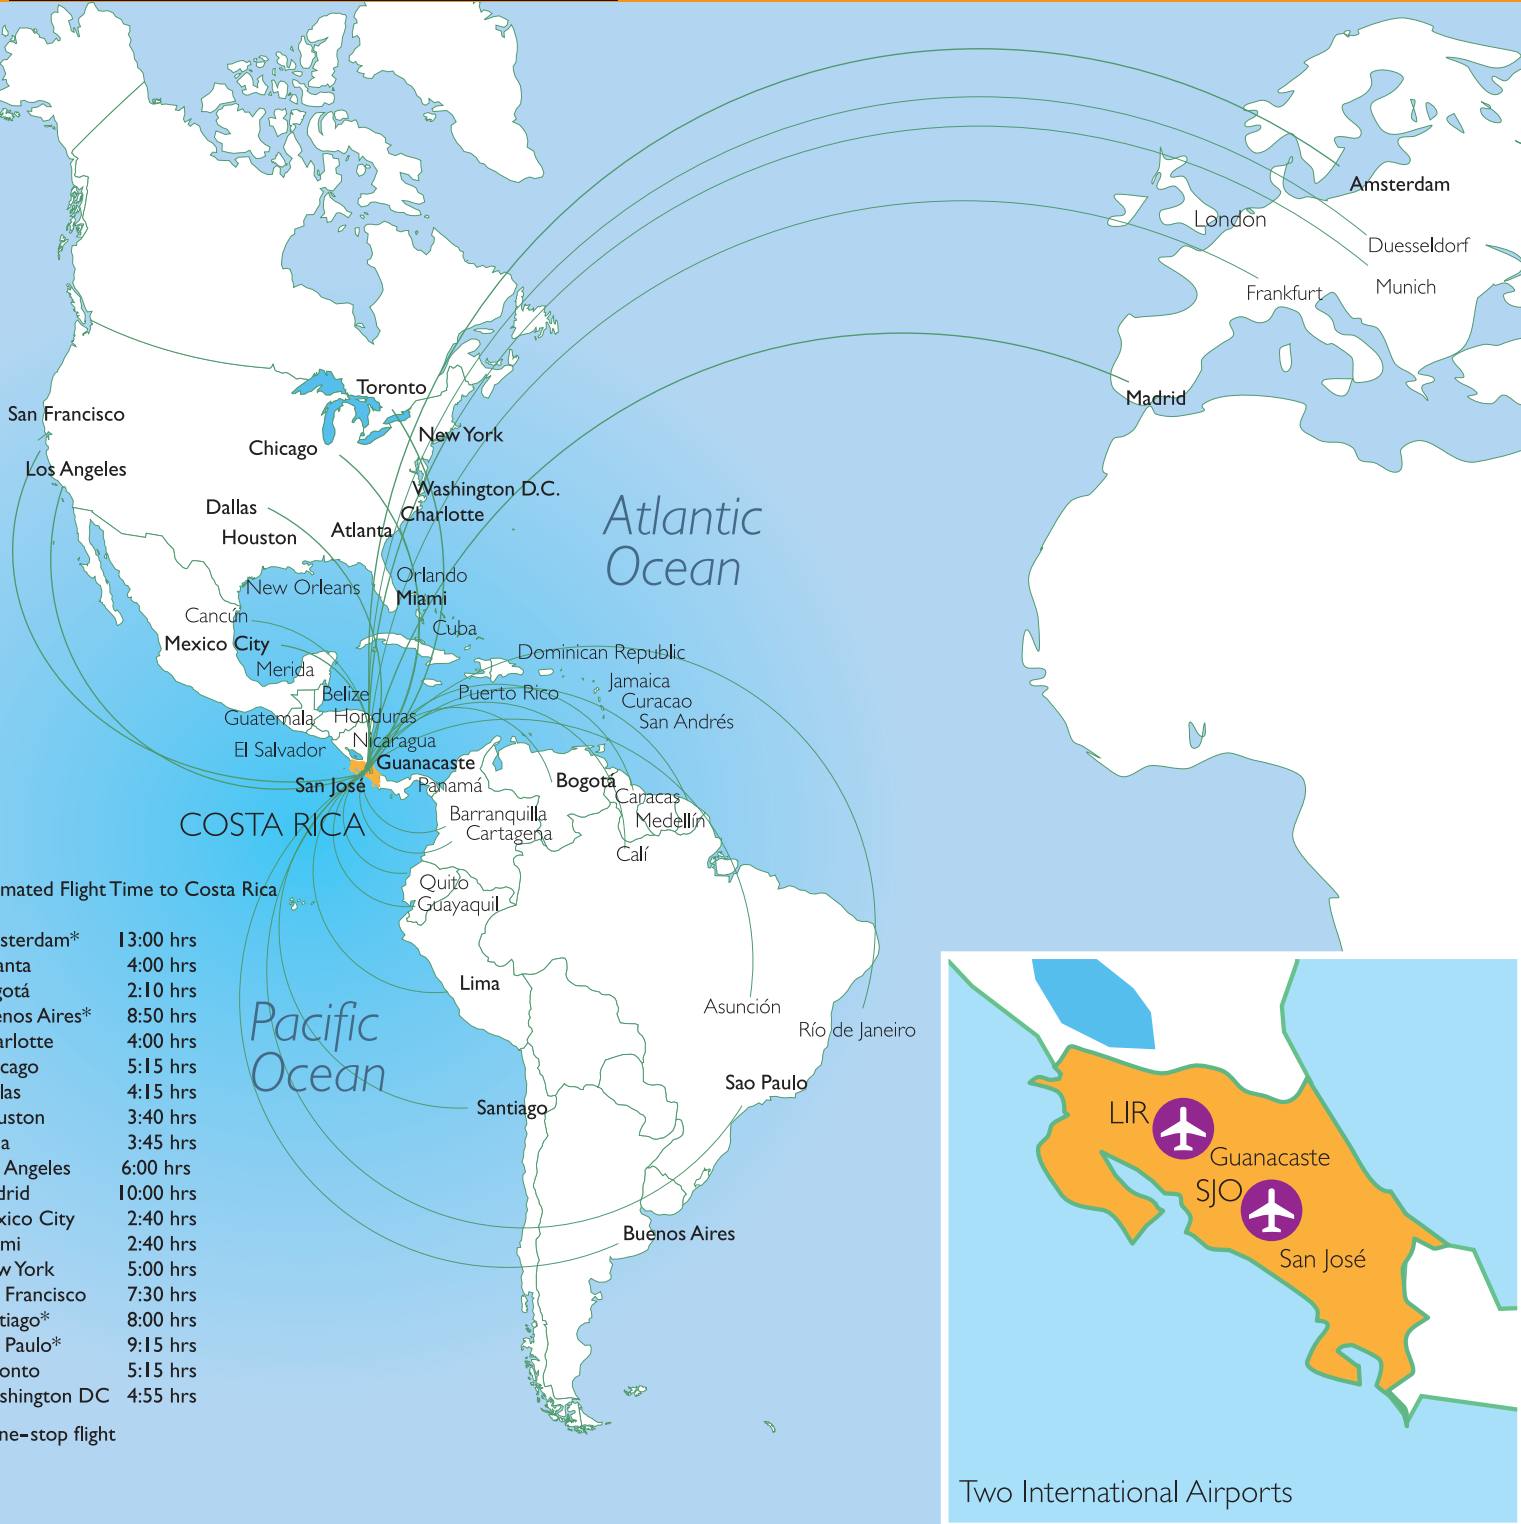 Amsterdam
London
Duesseldorf
Munich
Frankfurt
Madrid
Toronto
San Francisco
New York
Chicago
Los Angeles
Washington D.C.
Dallas
Charlotte
Atlanta
Houston
Atlantic
Ocean
Orlando
New Orleans
Miami
Cancún
Cuba
Mexico City
Dominican Republic
Merida
Jamaica
Belize
Puerto Rico
Curacao
Guatemala
Honduras
San Andrés
Nicaragua
El Salvador
Guanacaste
San José
Panamá
Bogotá
Caracas
Barranquilla
Medellín
COSTA RICA
Cartagena
Calí
Quito
Guayaquil
Lima
Asunción
Río de Janeiro
Pacific
Ocean
Sao Paulo
Santiago
Buenos Aires
mated Flight Time to Costa Rica
sterdam* 13:00 hrs
anta 4:00 hrs
gotá 2:10 hrs
enos Aires* 8:50 hrs
arlotte 4:00 hrs
cago 5:15 hrs
las 4:15 hrs
uston 3:40 hrs
a 3:45 hrs
Angeles 6:00 hrs
drid 10:00 hrs
xico City 2:40 hrs
mi 2:40 hrs
w York 5:00 hrs
Francisco 7:30 hrs
tiago* 8:00 hrs
Paulo* 9:15 hrs
onto 5:15 hrs
shington DC 4:55 hrs
ne-stop flight
LIR
Guanacaste
SJO
San José
Two International Airports